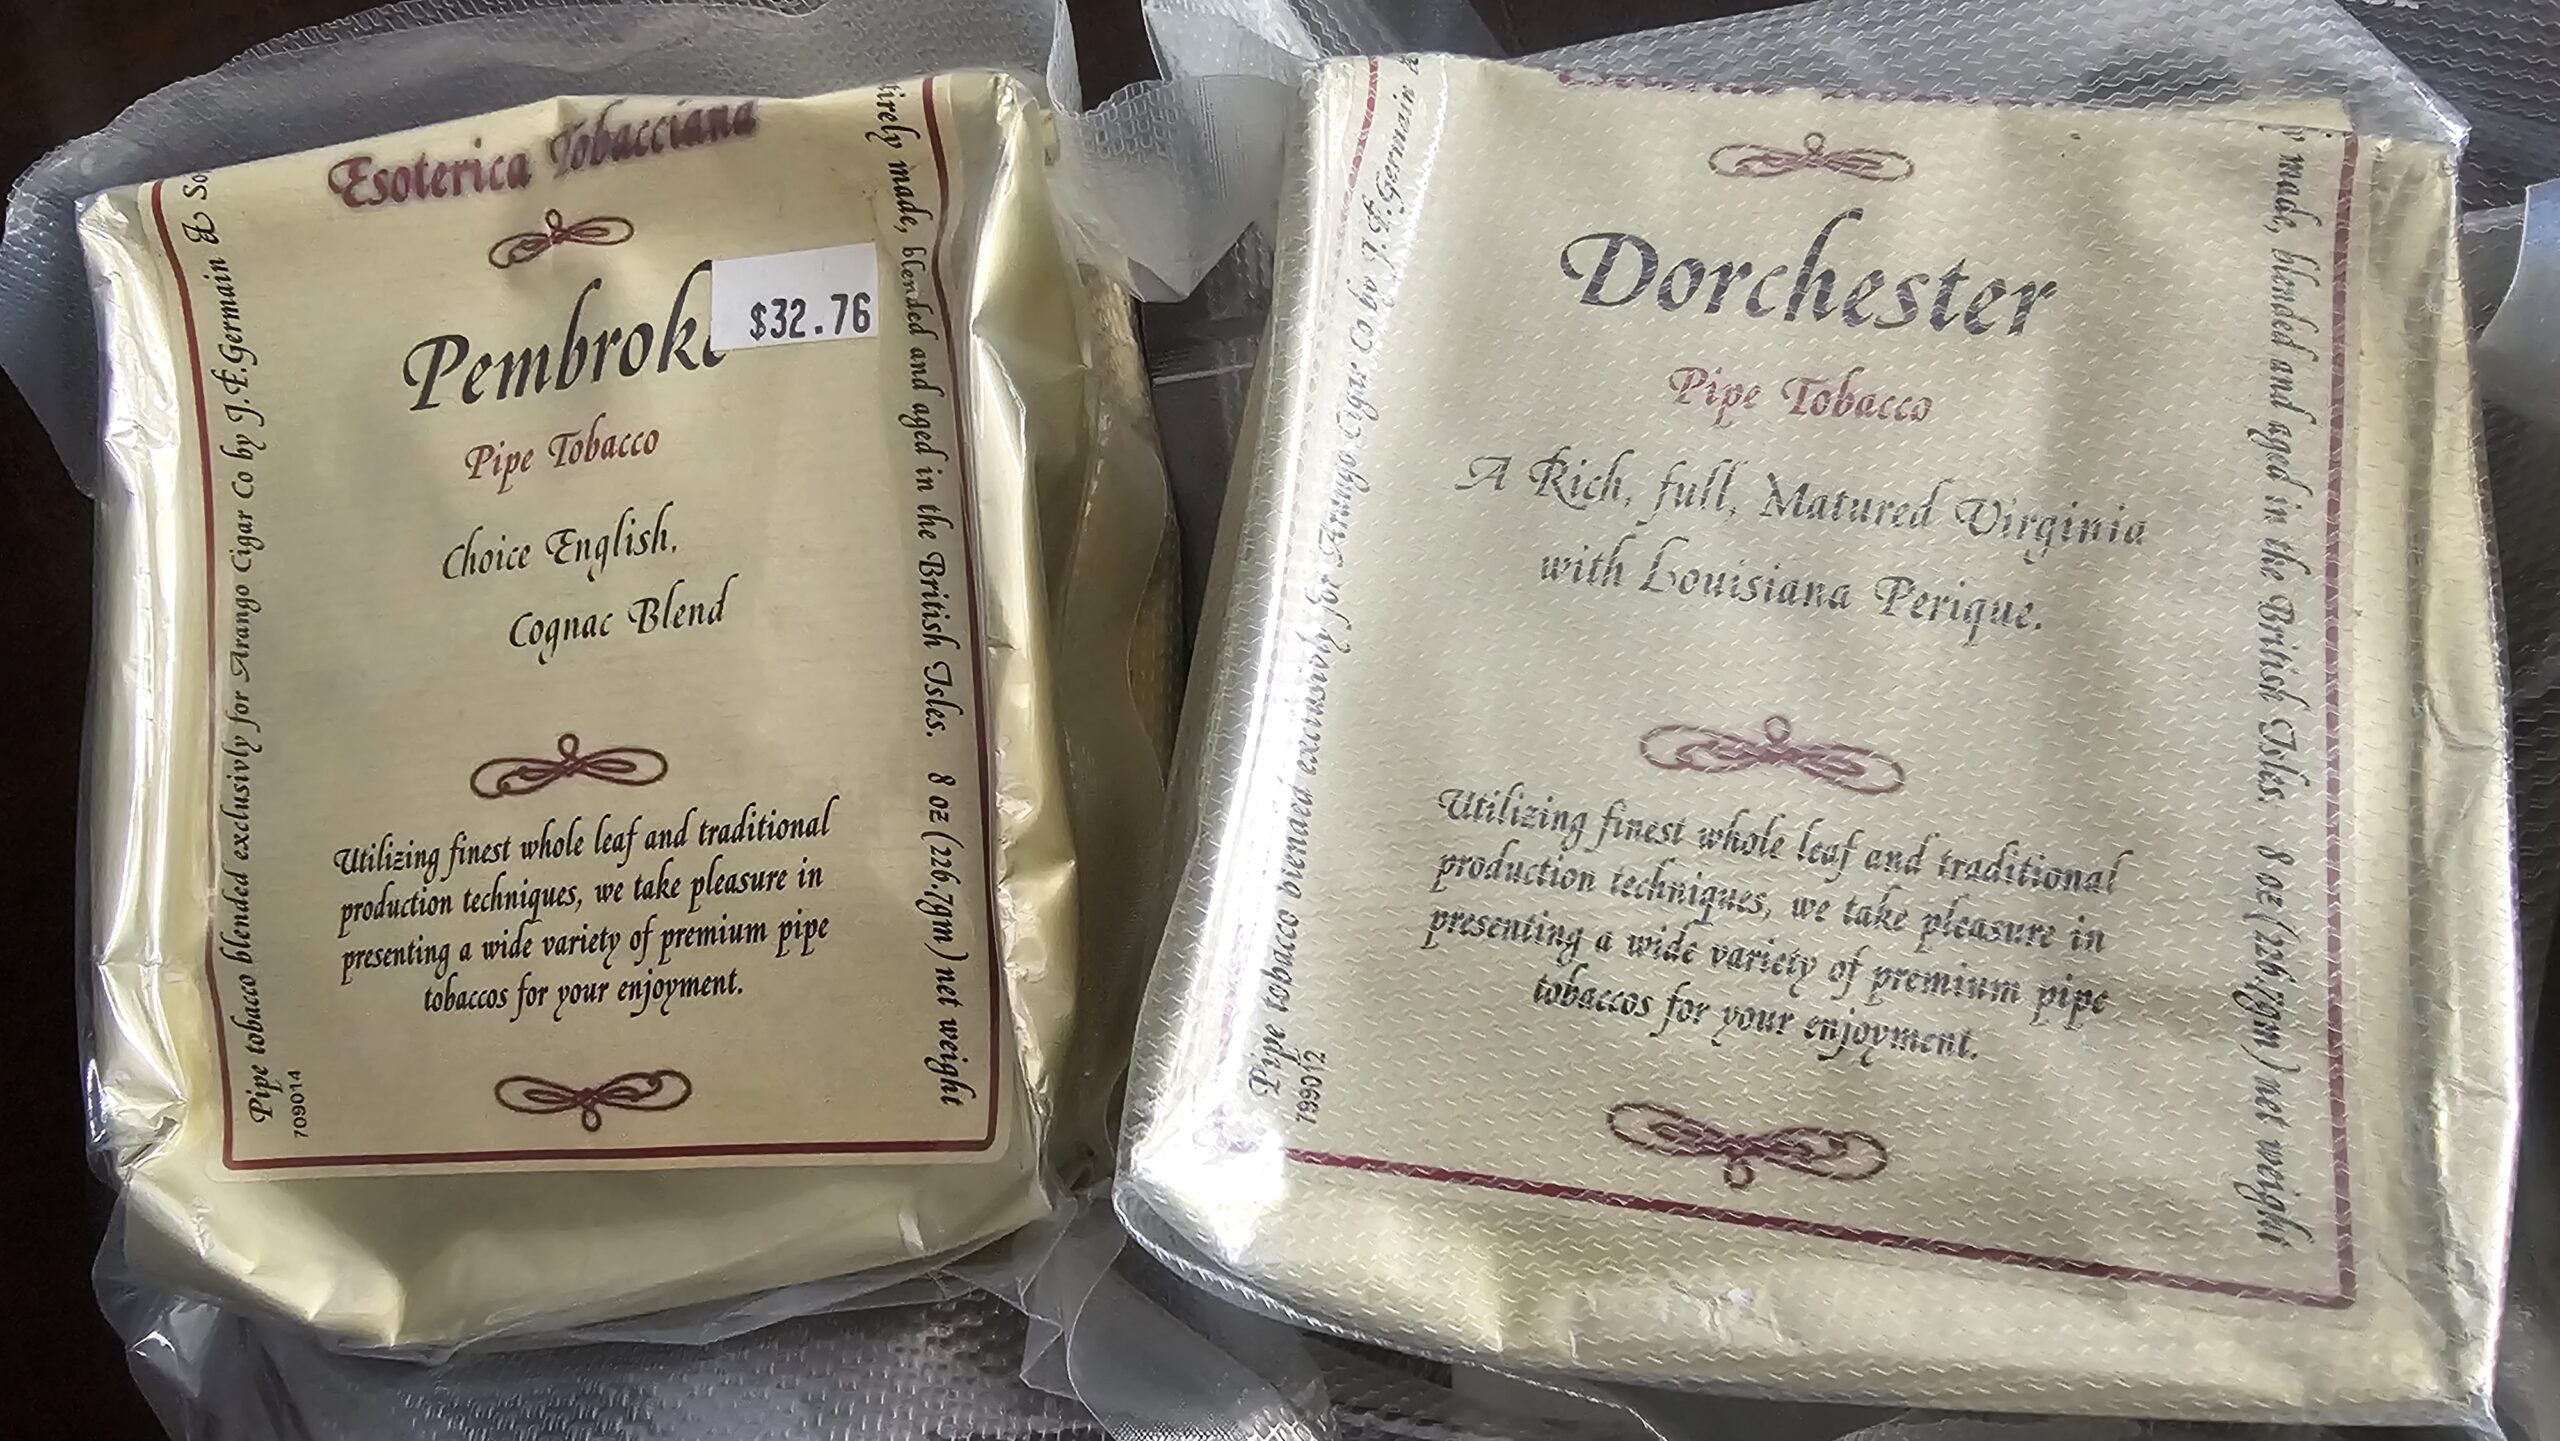 Esoterica Tobacciana
Pembroke
$32.76
Pipe Tobacco
Choice English,
Cognac Blend
Utilizing finest whole leaf and traditional
production techniques, we take pleasure in
presenting a wide variety of premium pipe
tobaccos for your enjoyment.
Pipe tobacco blended exclusivly for Arango Cigar Co by J.F.Germain &
709014
made, blended and aged in the British Isles. 8 oz (226.7gm) net weight
Dorchester
Pipe Tobacco
A Rich, full, Matured Virginia
with Louisiana Perique.
Utilizing finest whole leaf and traditional
production techniques, we take pleasure in
presenting a wide variety of premium pipe
tobaccos for your enjoyment.
Pipe tobacco blended exclusivly for Arango Cigar Co by J.F.Germain &
799012
made, blended and aged in the British Isles. 8 oz (226.7gm) net weight